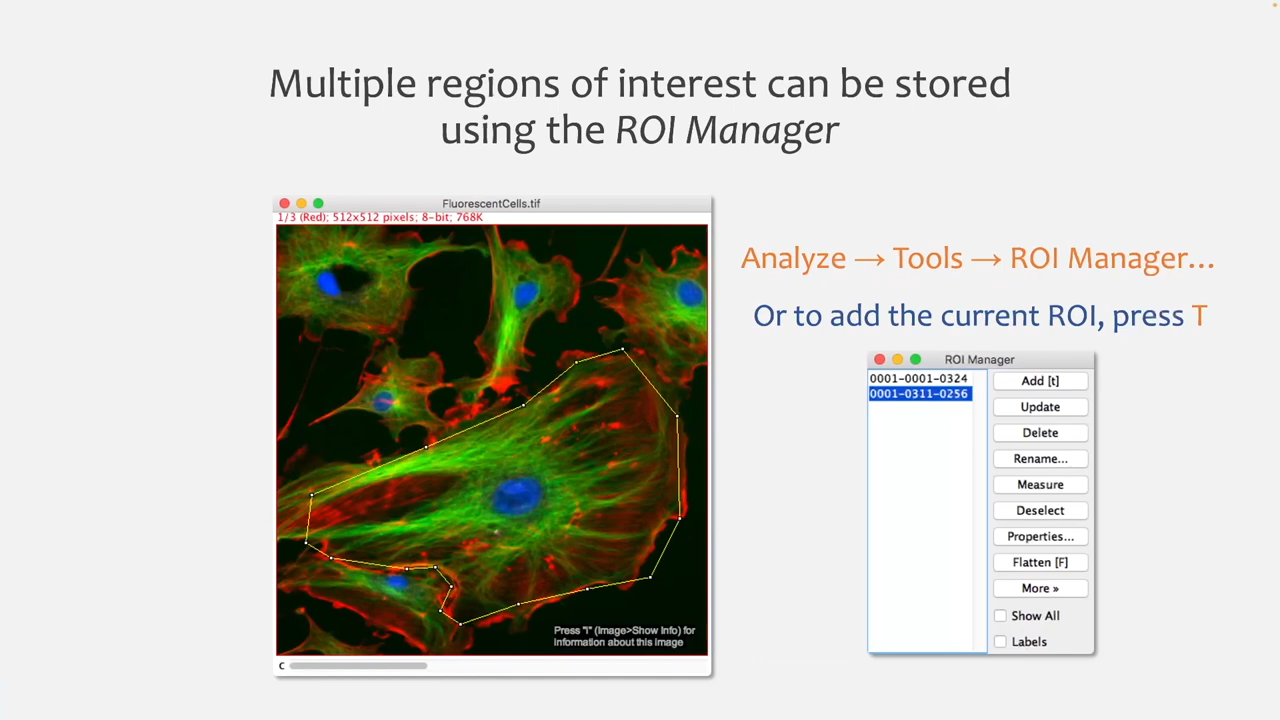 Multiple regions of interest can be stored
using the ROI Manager
FluorescentCells.tif
1/3 (Red); 512x512 pixels; 8-bit; 768K
Press "i" (Image>Show Info) for
information about this image
c
Analyze → Tools → ROI Manager...
Or to add the current ROI, press T
ROI Manager
0001-0001-0324
0001-0311-0256
Add [t]
Update
Delete
Rename...
Measure
Deselect
Properties...
Flatten [F]
More »
Show All
Labels